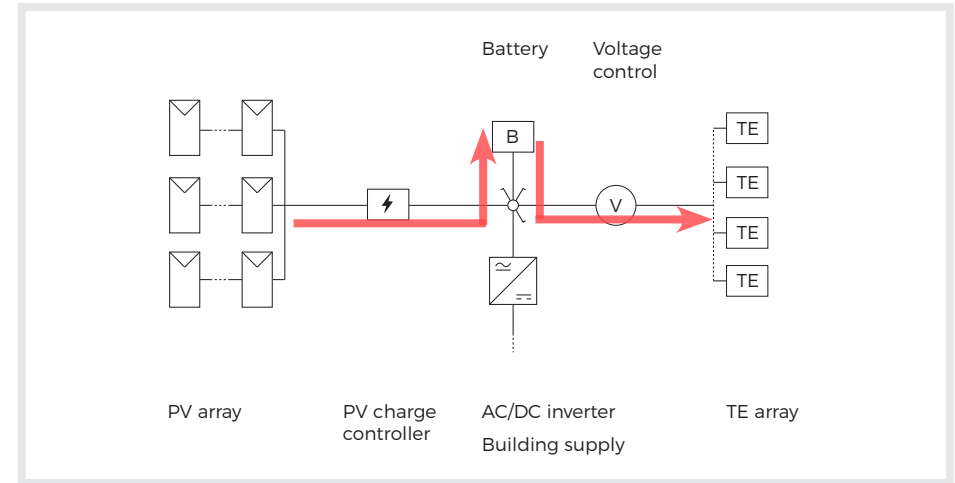 Battery
Voltage
control
B
TE
TE
V
TE
TE
PV array
PV charge
controller
AC/DC inverter
Building supply
TE array